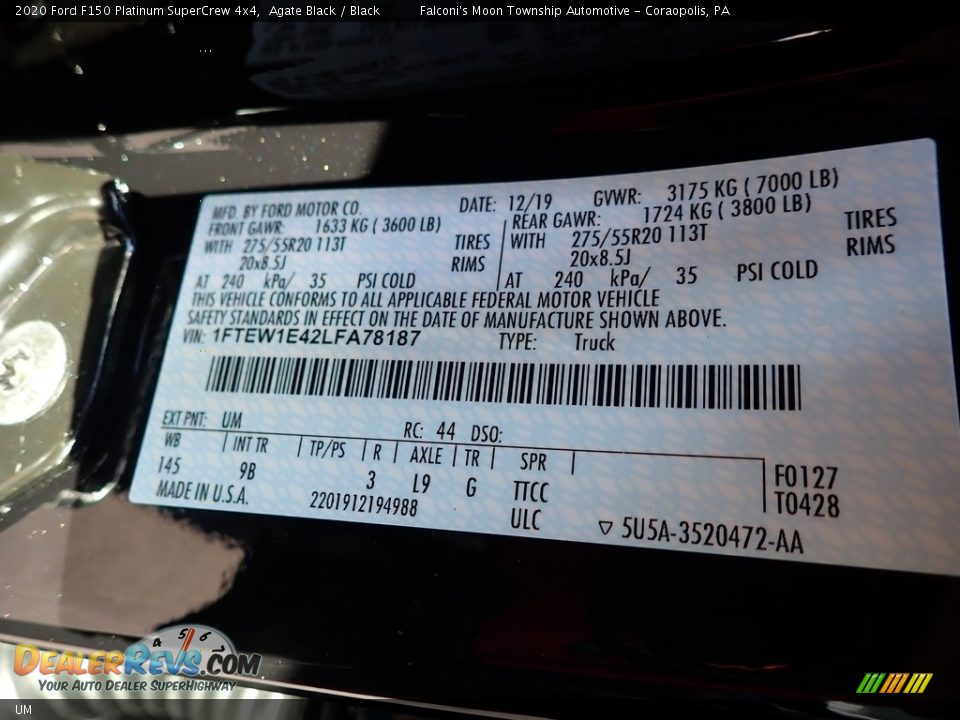 2020 Ford F150 Platinum SuperCrew 4x4, Agate Black / Black Falconi's Moon Township Automotive - Coraopolis, PA
MFD. BY FORD MOTOR CO. DATE: 12/19 GVWR: 3175 KG ( 7000 LB)
FRONT GAWR: 1633 KG ( 3600 LB) REAR GAWR: 1724 KG ( 3800 LB)
WITH 275/55R20 113T TIRES WITH 275/55R20 113T TIRES
20x8.5J RIMS 20x8.5J RIMS
AT 240 kPa/ 35 PSI COLD AT 240 kPa/ 35 PSI COLD
THIS VEHICLE CONFORMS TO ALL APPLICABLE FEDERAL MOTOR VEHICLE
SAFETY STANDARDS IN EFFECT ON THE DATE OF MANUFACTURE SHOWN ABOVE.
VIN: 1FTEW1E42LFA78187 TYPE: Truck
EXT PNT: UM RC: 44 DSO:
WB INT TR TP/PS R AXLE TR SPR
145 9B 3 L9 G TTCC F0127
MADE IN U.S.A. 2201912194988 ULC T0428
▽ 5U5A-3520472-AA
4 5 6
DEALERREVS.COM
YOUR AUTO DEALER SUPERHIGHWAY
UM